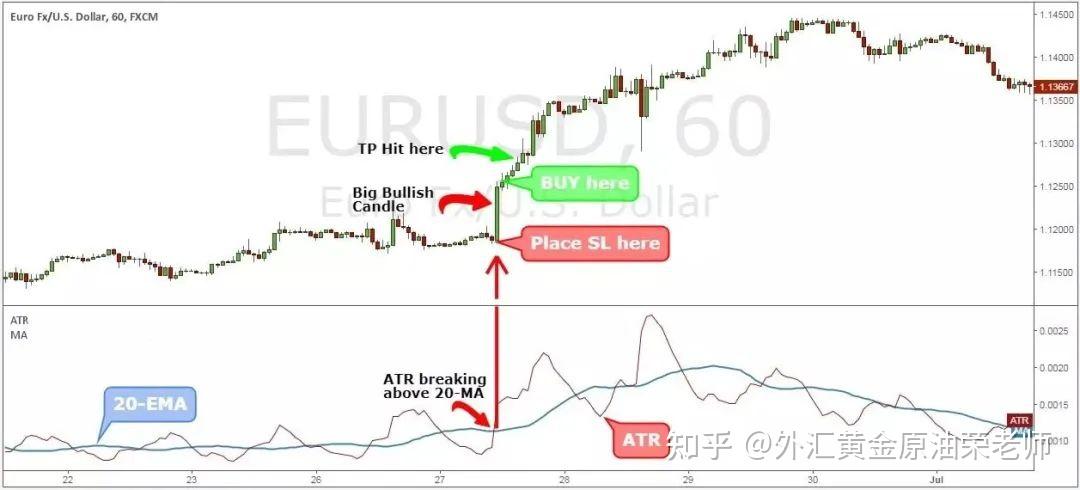 Euro Fx/U.S. Dollar, 60, FXCM
1.14500
1.14000
1.13667
1.13500
1.13000
1.12500
1.12000
1.11500
EURUSD, 60
Euro Fx/U.S. Dollar
TP Hit here
BUY here
Big Bullish
Candle
Place SL here
ATR
MA
0.0025
0.0020
0.0015
0.0010
20-EMA
ATR breaking
above 20-MA
ATR
ATR
知乎 @外汇黄金原油荣老师
22
23
24
25
26
27
28
29
30
Jul